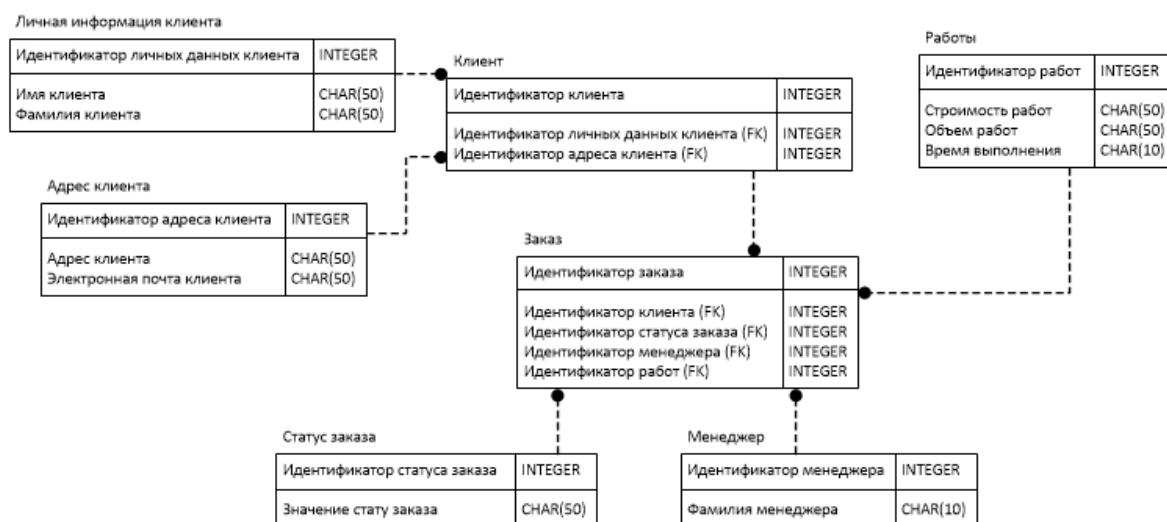 Личная информация клиента
Идентификатор личных данных клиента INTEGER
Имя клиента CHAR(50)
Фамилия клиента CHAR(50)
Клиент
Идентификатор клиента INTEGER
Идентификатор личных данных клиента (FK) INTEGER
Идентификатор адреса клиента (FK) INTEGER
Работы
Идентификатор работ INTEGER
Строимость работ CHAR(50)
Объем работ CHAR(50)
Время выполнения CHAR(10)
Адрес клиента
Идентификатор адреса клиента INTEGER
Адрес клиента CHAR(50)
Электронная почта клиента CHAR(50)
Заказ
Идентификатор заказа INTEGER
Идентификатор клиента (FK) INTEGER
Идентификатор статуса заказа (FK) INTEGER
Идентификатор менеджера (FK) INTEGER
Идентификатор работ (FK) INTEGER
Статус заказа
Идентификатор статуса заказа INTEGER
Значение стату заказа CHAR(50)
Менеджер
Идентификатор менеджера INTEGER
Фамилия менеджера CHAR(10)